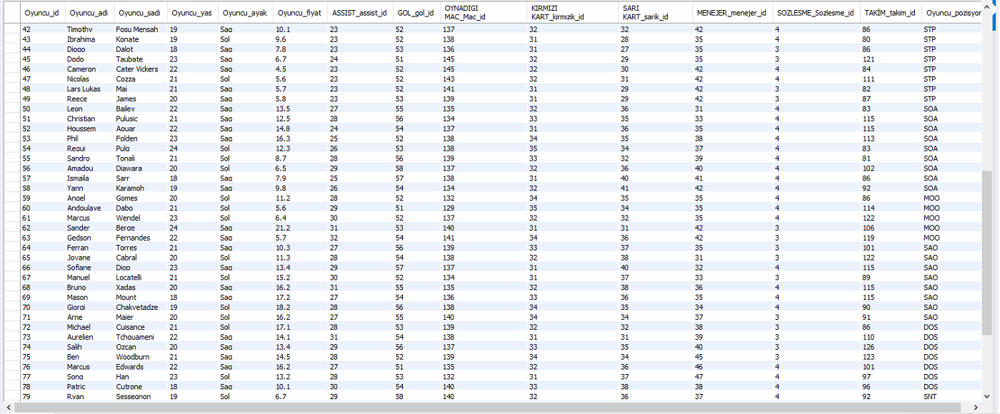 Oyuncu_id Oyuncu_adi Oyuncu_sadi Oyuncu_yas Oyuncu_ayak Oyuncu_fiyat ASSIST_assist_id GOL_gol_id OYNADIGI MAC_Mac_id KIRMIZI KART_kirmızik_id SARI KART_sarik_id MENEJER_menejer_id SOZLESME_Sozlesme_id TAKİM_takim_id Oyuncu_pozisyon
42 Timothy Fosu Mensah 19 Sag 10.1 23 52 137 32 32 42 4 86 STP
43 Ibrahima Konate 19 Sol 9.6 23 52 138 31 28 35 4 80 STP
44 Diogo Dalot 18 Sag 7.8 23 53 136 31 27 35 3 86 STP
45 Dodo Taubate 23 Sag 6.7 24 51 145 32 29 35 3 121 STP
46 Cameron Cater Vickers 22 Sag 4.5 23 52 145 32 30 42 4 84 STP
47 Nicolas Cozza 21 Sol 5.6 23 52 143 32 31 42 4 111 STP
48 Lars Lukas Mai 21 Sag 5.7 23 52 141 31 29 42 3 82 STP
49 Reece James 20 Sag 5.8 23 53 139 31 29 42 3 87 STP
50 Leon Bailey 22 Sag 13.5 27 55 135 32 36 31 4 83 SOA
51 Christian Pulusic 21 Sol 12.5 28 56 134 33 35 33 4 115 SOA
52 Houssem Aouar 22 Sag 14.8 24 54 137 31 36 35 4 115 SOA
53 Phil Folden 23 Sag 16.3 25 52 138 34 35 38 4 113 SOA
54 Regui Pulg 24 Sol 12.3 26 53 138 35 34 37 4 83 SOA
55 Sandro Tonali 21 Sol 8.7 28 56 139 33 32 39 4 81 SOA
56 Amadou Diawara 20 Sol 6.5 29 58 137 32 36 40 4 102 SOA
57 Ismaila Sarr 18 Sag 7.9 25 57 138 31 40 41 4 86 SOA
58 Yann Karamoh 19 Sag 9.8 26 54 134 32 41 42 4 92 SOA
59 Angel Gomes 20 Sol 11.2 28 52 132 34 35 35 4 86 MOO
60 Andoulaye Dabo 21 Sol 5.6 29 51 129 35 34 35 4 114 MOO
61 Marcus Wendel 23 Sol 6.4 30 52 137 32 32 35 4 122 MOO
62 Sander Berge 24 Sag 21.2 31 53 140 31 31 42 3 106 MOO
63 Gedson Fernandes 22 Sag 5.7 32 54 141 34 36 42 3 119 MOO
64 Ferran Torres 21 Sag 10.3 27 56 139 33 37 35 3 101 SAO
65 Jovane Cabral 20 Sol 11.3 28 54 138 32 38 31 3 122 SAO
66 Sofiane Diop 23 Sag 13.4 29 57 137 31 40 32 4 115 SAO
67 Manuel Locatelli 21 Sol 15.2 30 52 134 31 37 33 3 89 SAO
68 Bruno Xadas 20 Sag 16.2 31 55 135 32 38 36 4 115 SAO
69 Mason Mount 18 Sag 17.2 27 54 136 33 36 35 4 115 SAO
70 Giorgi Chakvetadze 19 Sol 18.2 28 56 138 34 35 34 4 90 SAO
71 Arne Maier 20 Sol 16.2 27 55 140 34 34 37 3 91 SAO
72 Michael Cuisance 21 Sol 17.1 28 53 139 32 32 38 3 86 DOS
73 Aurelien Tchouameni 22 Sag 14.1 31 54 138 31 31 39 3 110 DOS
74 Salih Ozcan 20 Sag 13.4 29 56 137 33 35 40 3 126 DOS
75 Ben Woodburn 21 Sag 14.5 28 52 139 34 34 45 3 123 DOS
76 Marcus Edwards 22 Sag 16.2 27 51 135 32 36 46 4 101 DOS
77 Song Han 23 Sol 13.2 28 53 132 31 37 47 4 97 DOS
78 Patric Cutrone 18 Sag 10.1 30 54 140 33 38 38 4 96 DOS
79 Ryan Sessegnon 19 Sol 6.7 29 58 140 32 36 37 4 92 SNT